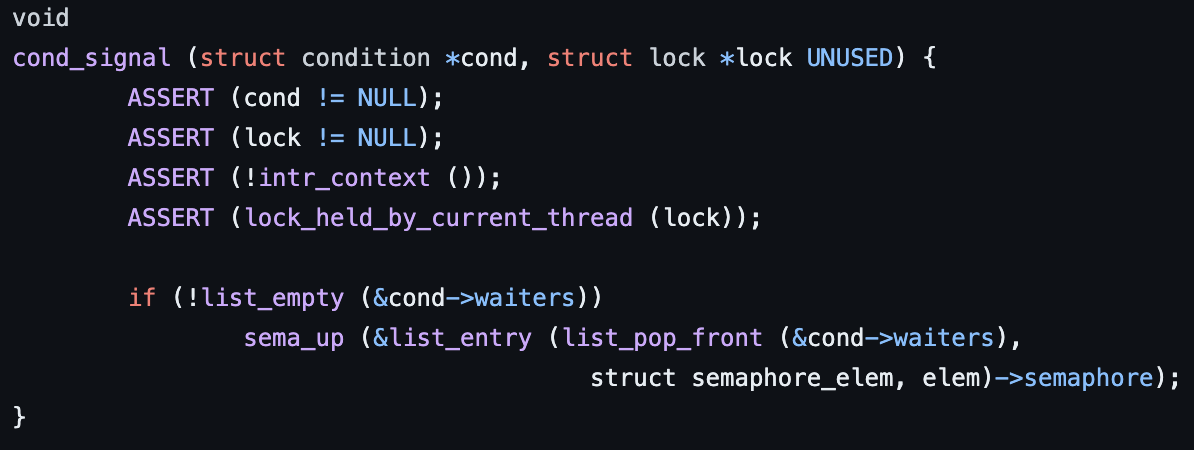 void
cond_signal (struct condition *cond, struct lock *lock UNUSED) {
        ASSERT (cond != NULL);
        ASSERT (lock != NULL);
        ASSERT (!intr_context ());
        ASSERT (lock_held_by_current_thread (lock));

        if (!list_empty (&cond->waiters))
                sema_up (&list_entry (list_pop_front (&cond->waiters),
                                        struct semaphore_elem, elem)->semaphore);
}